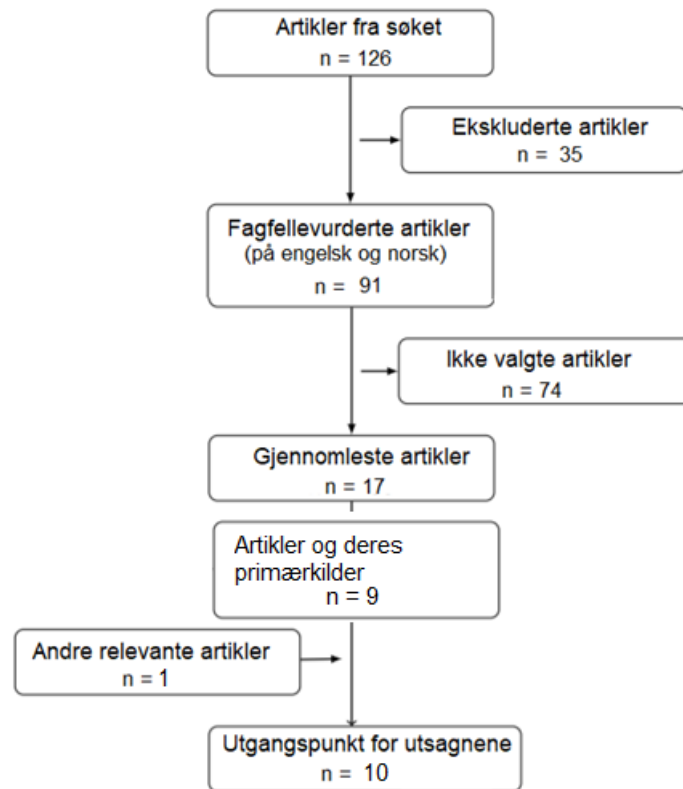 Artikler fra søket
n = 126
Ekskluderte artikler
n = 35
Fagfellevurderte artikler
(på engelsk og norsk)
n = 91
Ikke valgte artikler
n = 74
Gjennomleste artikler
n = 17
Artikler og deres
primærkilder
n = 9
Andre relevante artikler
n = 1
Utgangspunkt for utsagnene
n = 10